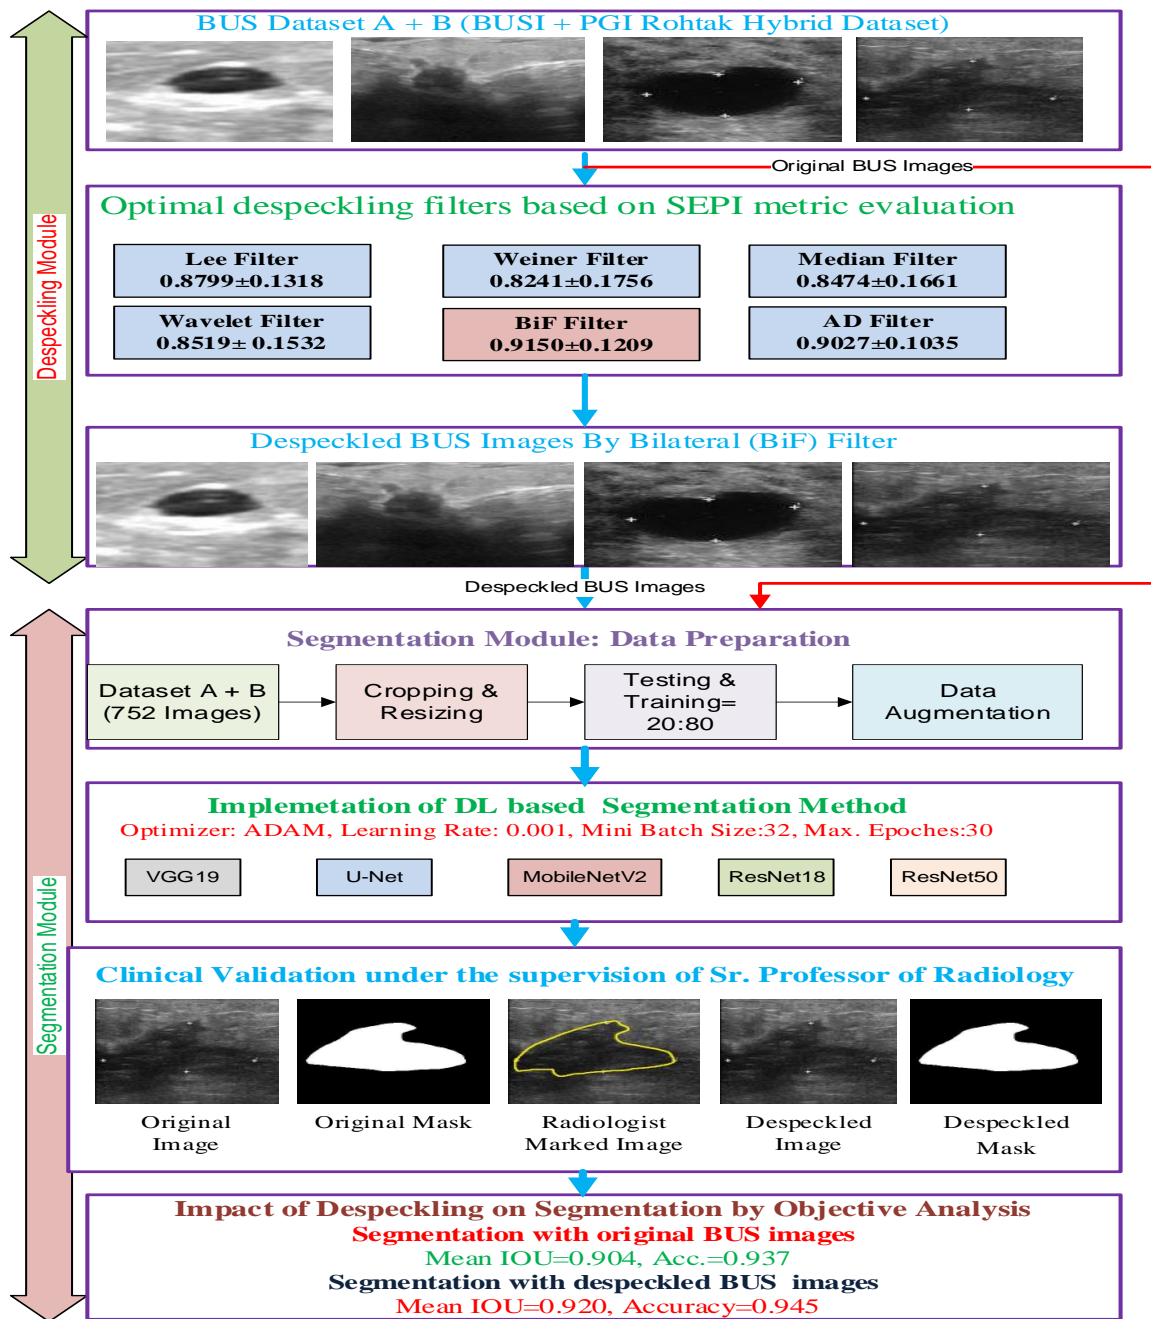 BUS Dataset A + B (BUSI + PGI Rohtak Hybrid Dataset)
Original BUS Images
Despeckling Module
Optimal despeckling filters based on SEPI metric evaluation
Lee Filter
0.8799±0.1318
Weiner Filter
0.8241±0.1756
Median Filter
0.8474±0.1661
Wavelet Filter
0.8519± 0.1532
BiF Filter
0.9150±0.1209
AD Filter
0.9027±0.1035
Despeckled BUS Images By Bilateral (BiF) Filter
Despeckled BUS Images
Segmentation Module
Segmentation Module: Data Preparation
Dataset A + B
(752 Images)
Cropping &
Resizing
Testing &
Training=
20:80
Data
Augmentation
Implemetation of DL based Segmentation Method
Optimizer: ADAM, Learning Rate: 0.001, Mini Batch Size:32, Max. Epoches:30
VGG19
U-Net
MobileNetV2
ResNet18
ResNet50
Clinical Validation under the supervision of Sr. Professor of Radiology
Original
Image
Original Mask
Radiologist
Marked Image
Despeckled
Image
Despeckled
Mask
Impact of Despeckling on Segmentation by Objective Analysis
Segmentation with original BUS images
Mean IOU=0.904, Acc.=0.937
Segmentation with despeckled BUS images
Mean IOU=0.920, Accuracy=0.945